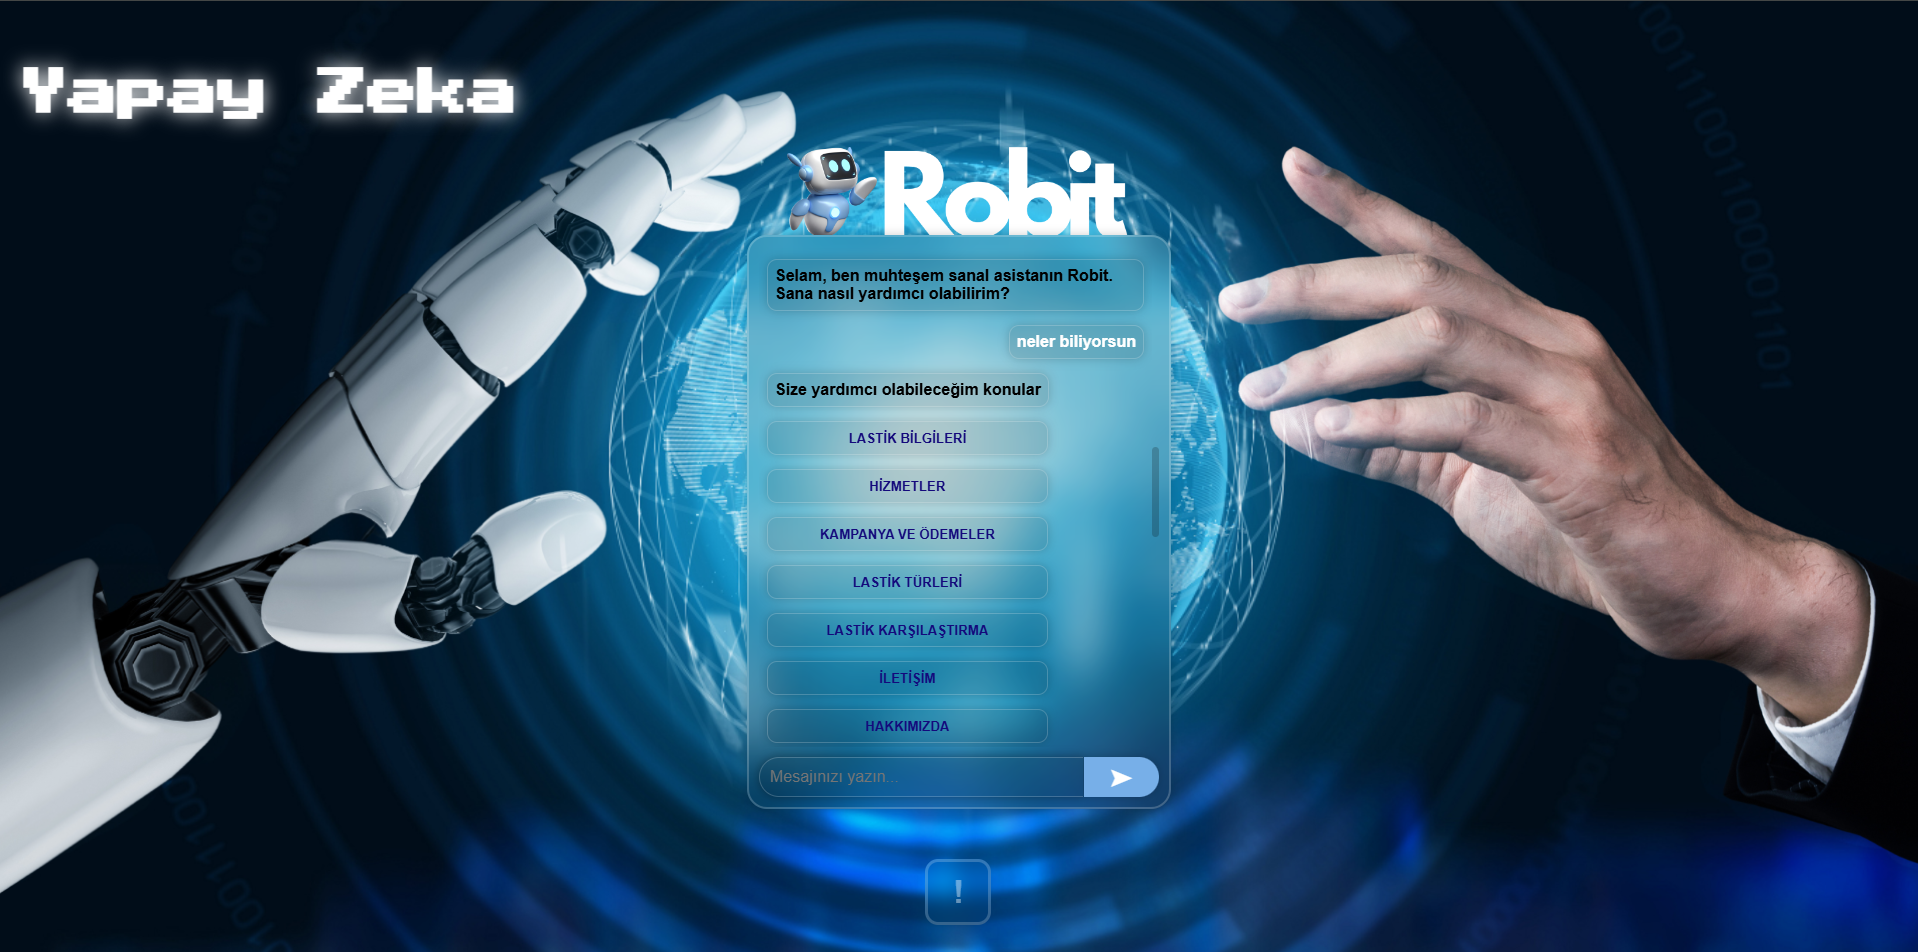 Yapay Zeka
Robit
Selam, ben muhteşem sanal asistanın Robit.
Sana nasıl yardımcı olabilirim?
neler biliyorsun
Size yardımcı olabileceğim konular
LASTİK BİLGİLERİ
HİZMETLER
KAMPANYA VE ÖDEMELER
LASTİK TÜRLERİ
LASTİK KARŞILAŞTIRMA
İLETİŞİM
HAKKIMIZDA
Mesajınızı yazın...
!